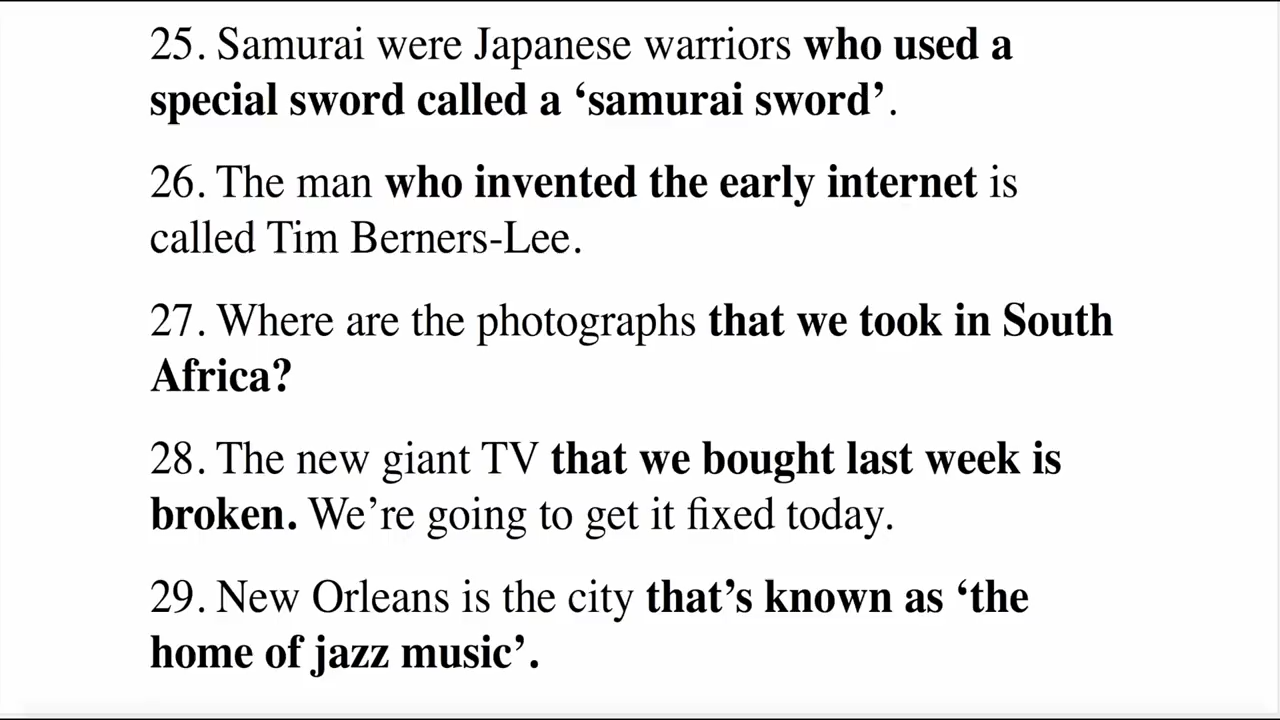 25. Samurai were Japanese warriors who used a
special sword called a ‘samurai sword’.
26. The man who invented the early internet is
called Tim Berners-Lee.
27. Where are the photographs that we took in South
Africa?
28. The new giant TV that we bought last week is
broken. We’re going to get it fixed today.
29. New Orleans is the city that’s known as ‘the
home of jazz music’.